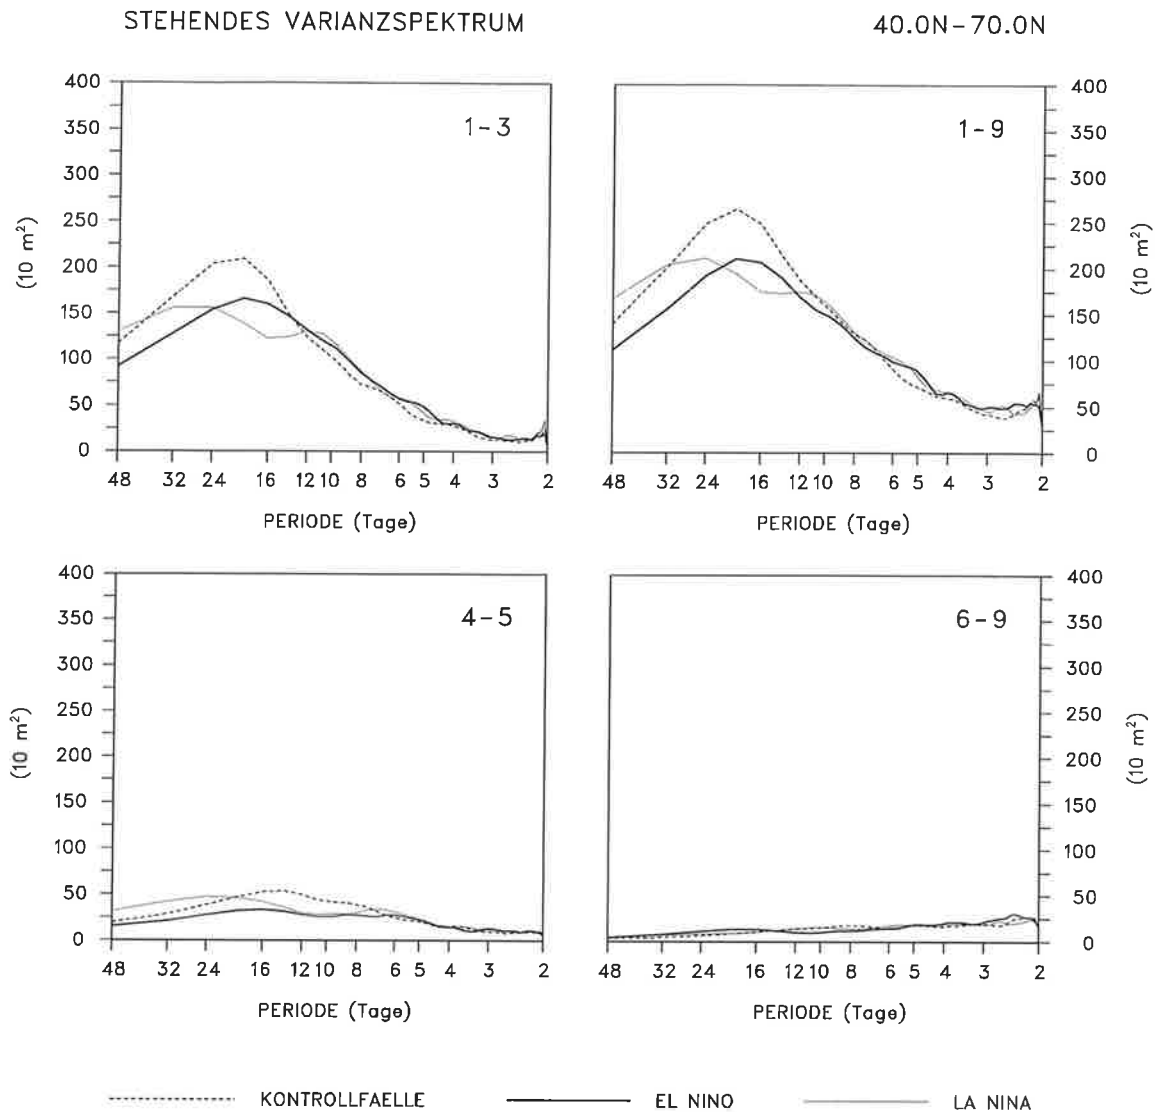 STEHENDES VARIANZSPEKTRUM 40.0N-70.0N
400 400
350 1-3 1-9 350
300 300
250 250
200 200
150 150
100 100
50 50
0 0
(10 m²) (10 m²)
48 32 24 16 12 10 8 6 5 4 3 2 48 32 24 16 12 10 8 6 5 4 3 2
PERIODE (Tage) PERIODE (Tage)
400 400
350 4-5 6-9 350
300 300
250 250
200 200
150 150
100 100
50 50
0 0
(10 m²) (10 m²)
48 32 24 16 12 10 8 6 5 4 3 2 48 32 24 16 12 10 8 6 5 4 3 2
PERIODE (Tage) PERIODE (Tage)
KONTROLLFAELLE EL NINO LA NINA